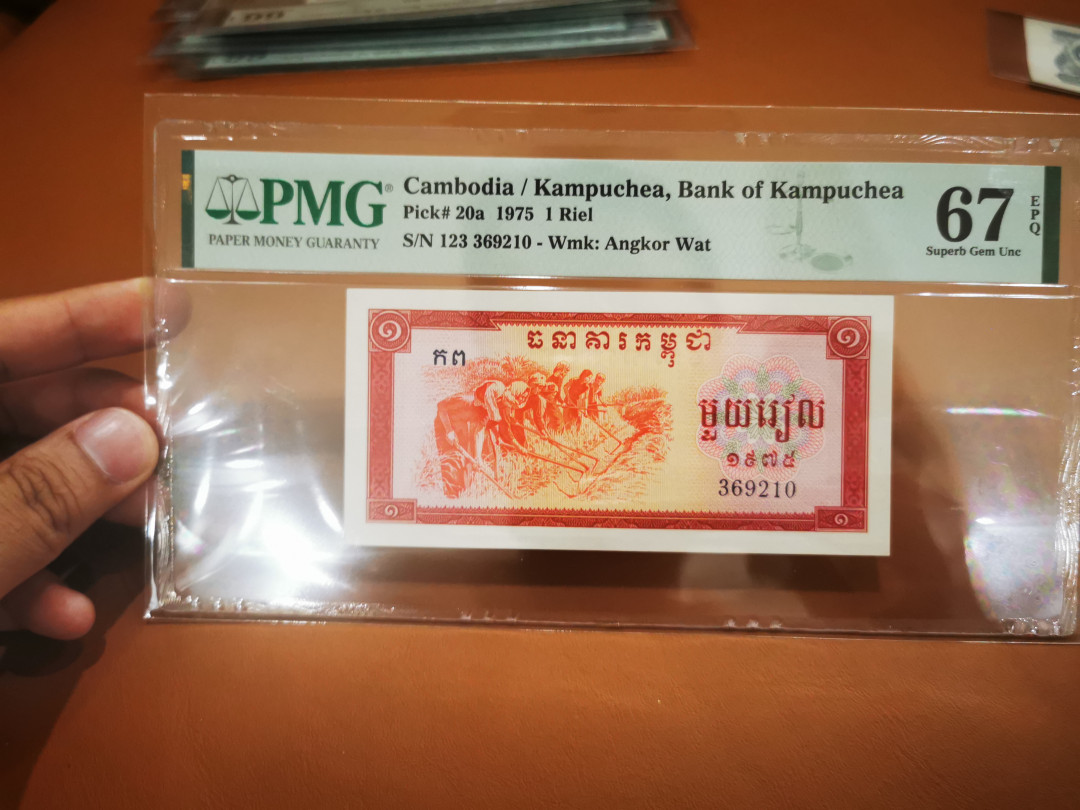 PMG®
PAPER MONEY GUARANTY
Cambodia / Kampuchea, Bank of Kampuchea
Pick# 20a 1975 1 Riel
S/N 123 369210 - Wmk: Angkor Wat
67
EPQ
Superb Gem Unc
១
១
ធនាគារកម្ពុជា
កព
មួយរៀល
១៩៧៥
369210
១
១